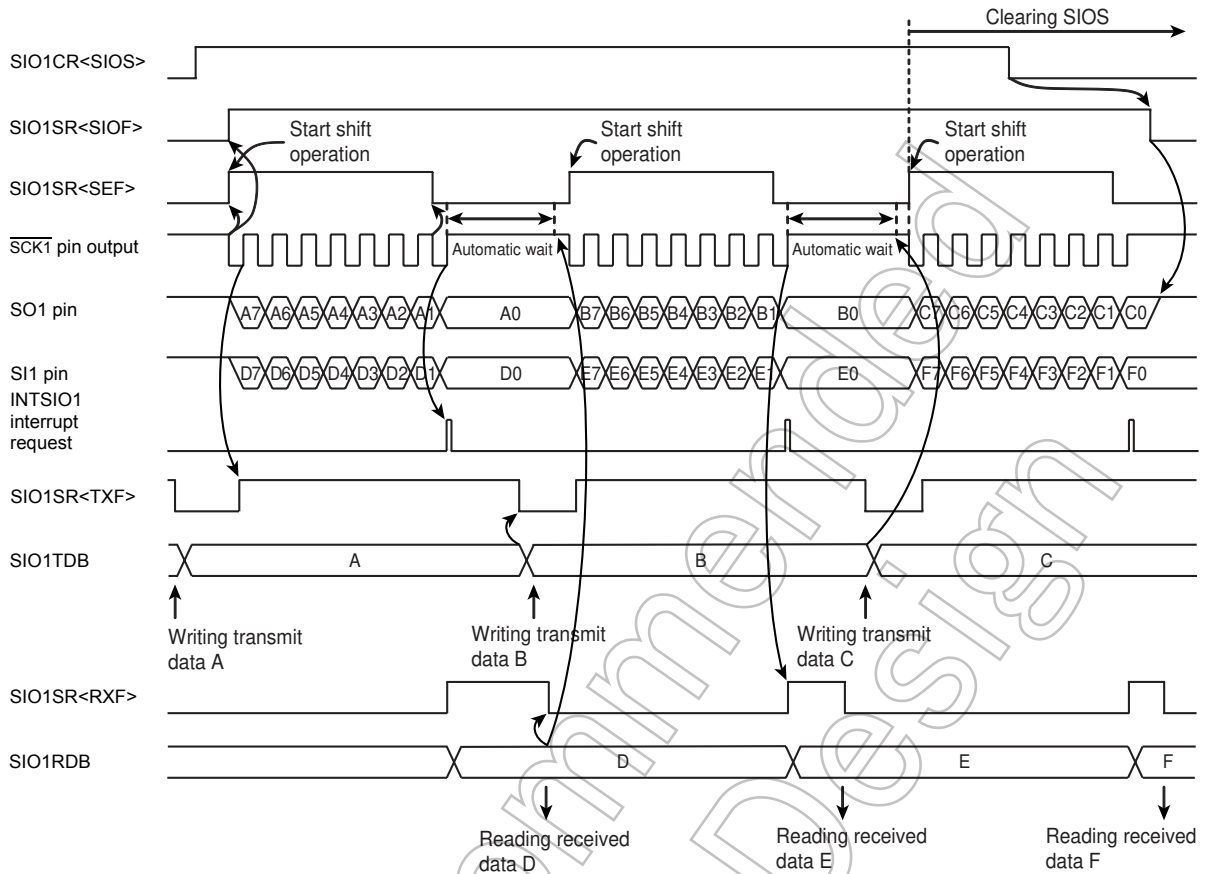 Clearing SIOS
SIO1CR<SIOS>
SIO1SR<SIOF>
Start shift
operation
Start shift
operation
Start shift
operation
SIO1SR<SEF>
SCK1 pin output
Automatic wait
Automatic wait
SO1 pin
A7 A6 A5 A4 A3 A2 A1 A0 B7 B6 B5 B4 B3 B2 B1 B0 C7 C6 C5 C4 C3 C2 C1 C0
SI1 pin
D7 D6 D5 D4 D3 D2 D1 D0 E7 E6 E5 E4 E3 E2 E1 E0 F7 F6 F5 F4 F3 F2 F1 F0
INTSIO1
interrupt
request
SIO1SR<TXF>
SIO1TDB
A B C
Writing transmit
data A
Writing transmit
data B
Writing transmit
data C
SIO1SR<RXF>
SIO1RDB
D E F
Reading received
data D
Reading received
data E
Reading received
data F
ommended
Design